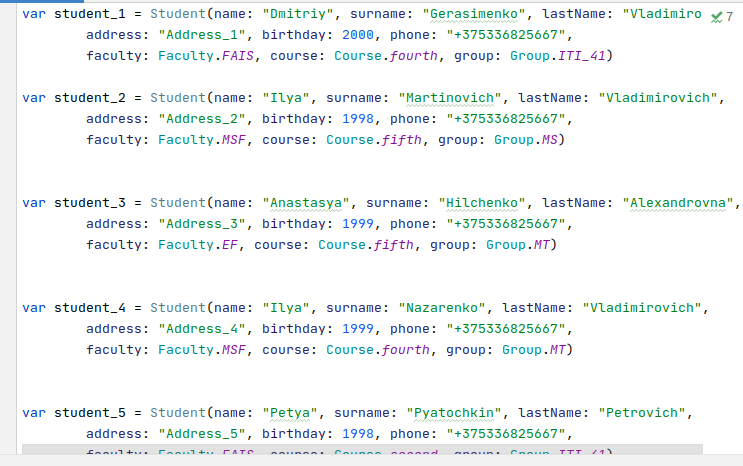 var student_1 = Student(name: "Dmitriy", surname: "Gerasimenko", lastName: "Vladimiro 7
address: "Address_1", birthday: 2000, phone: "+375336825667",
faculty: Faculty.FAIS, course: Course.fourth, group: Group.ITI_41)
var student_2 = Student(name: "Ilya", surname: "Martinovich", lastName: "Vladimirovich",
address: "Address_2", birthday: 1998, phone: "+375336825667",
faculty: Faculty.MSF, course: Course.fifth, group: Group.MS)
var student_3 = Student(name: "Anastasya", surname: "Hilchenko", lastName: "Alexandrovna",
address: "Address_3", birthday: 1999, phone: "+375336825667",
faculty: Faculty.EF, course: Course.fifth, group: Group.MT)
var student_4 = Student(name: "Ilya", surname: "Nazarenko", lastName: "Vladimirovich",
address: "Address_4", birthday: 1999, phone: "+375336825667",
faculty: Faculty.MSF, course: Course.fourth, group: Group.MT)
var student_5 = Student(name: "Petya", surname: "Pyatochkin", lastName: "Petrovich",
address: "Address_5", birthday: 1998, phone: "+375336825667",
faculty: Faculty.FAIS, course: Course.second, group: Group.ITI_41)